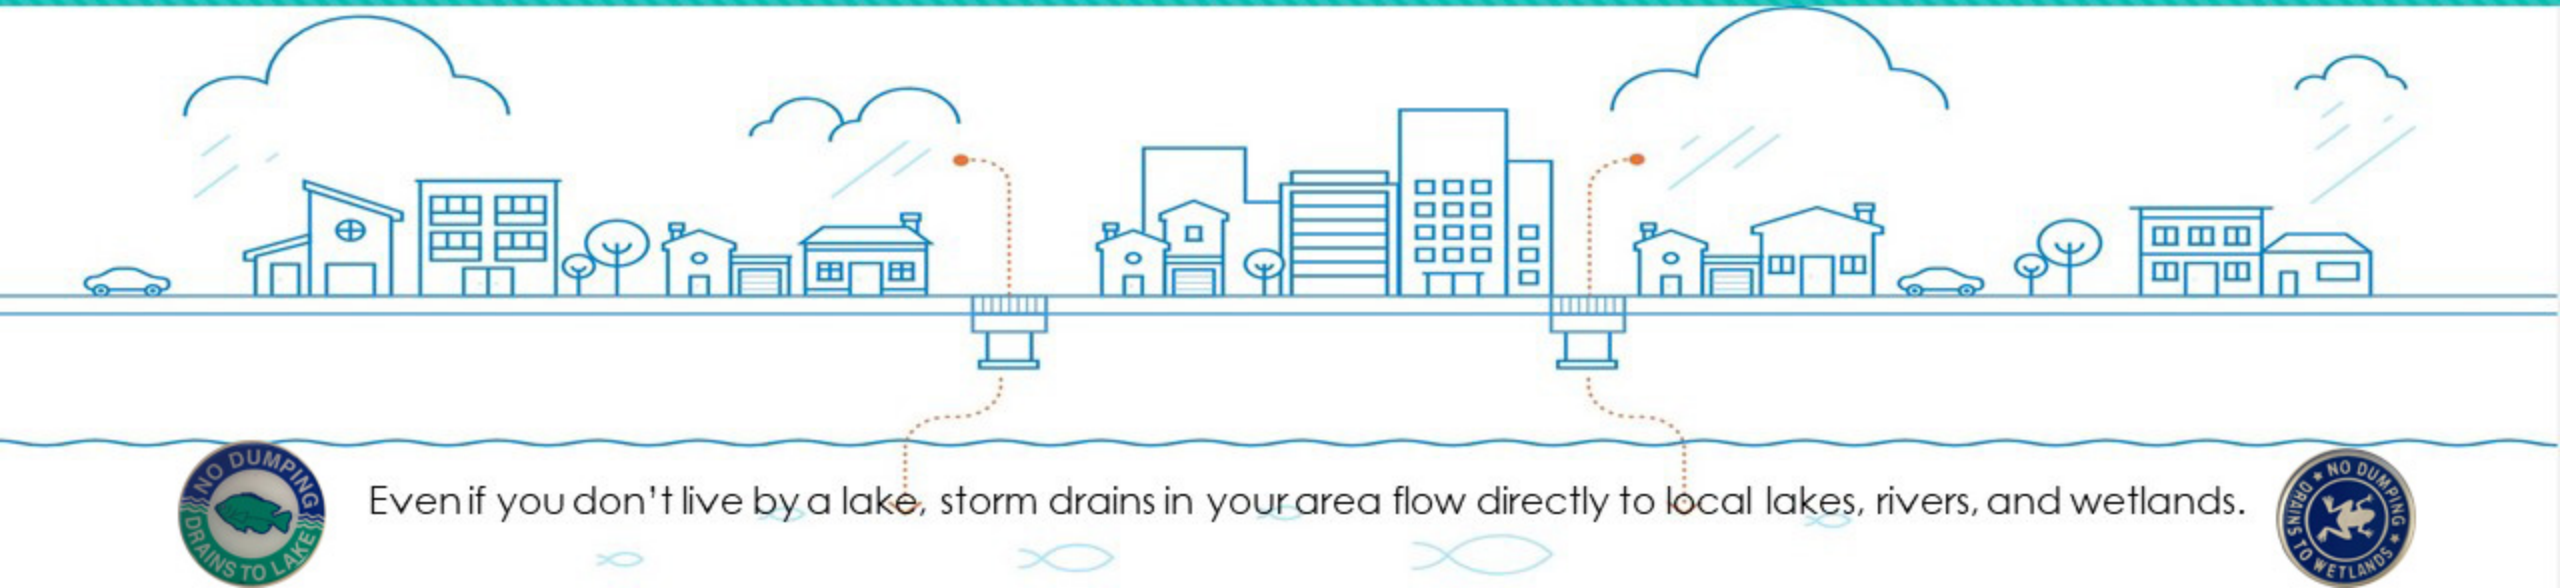 NO DUMPING
DRAINS TO LAKE
Even if you don't live by a lake, storm drains in your area flow directly to local lakes, rivers, and wetlands.
NO DUMPING
DRAINS TO WETLANDS